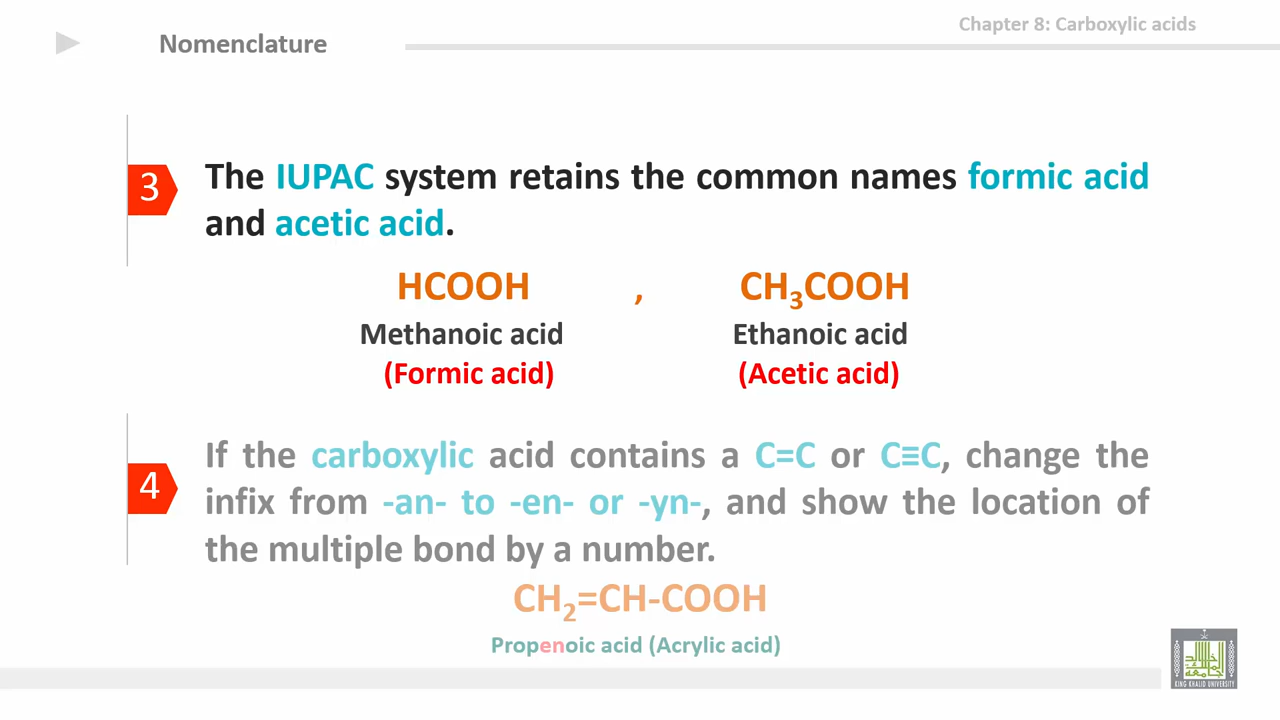 Chapter 8: Carboxylic acids
Nomenclature
3
The IUPAC system retains the common names formic acid
and acetic acid.
HCOOH , CH₃COOH
Methanoic acid Ethanoic acid
(Formic acid) (Acetic acid)
4
If the carboxylic acid contains a C=C or C≡C, change the
infix from -an- to -en- or -yn-, and show the location of
the multiple bond by a number.
CH₂=CH-COOH
Propenoic acid (Acrylic acid)
KING KHALID UNIVERSITY